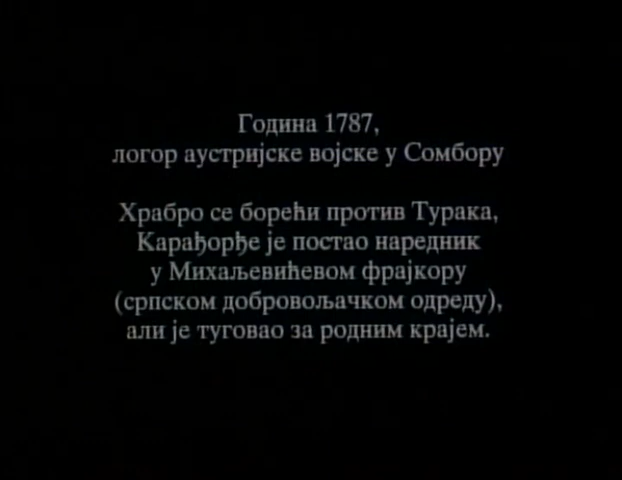 Година 1787,
логор аустријске војске у Сомбору
Храбро се борећи против Турака,
Карађорђе је постао наредник
у Михаљевићевом фрајкору
(српском добровољачком одреду),
али је туговао за родним крајем.